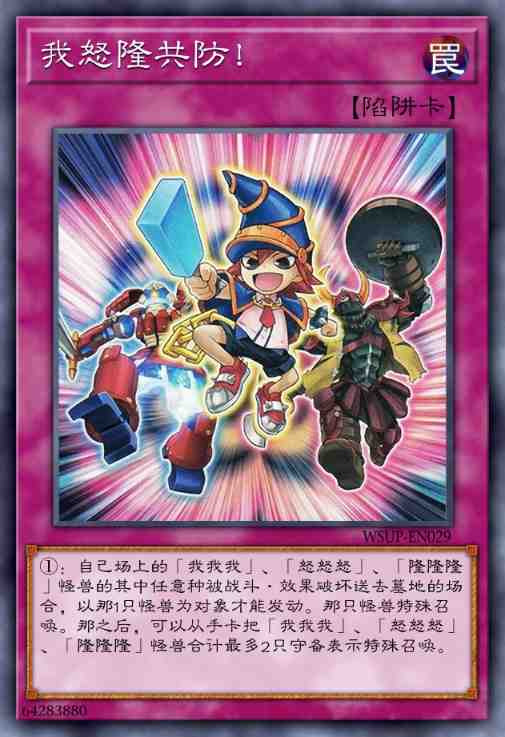 我怒隆共防!
罠
【陷阱卡】
WSUP-EN029
①：自己场上的「我我我」、「怒怒怒」、「隆隆隆
」怪兽的其中任意种被战斗·效果破坏送去墓地的场
合，以那1只怪兽为对象才能发动。那只怪兽特殊召
唤。那之后，可以从手卡把「我我我」、「怒怒怒」
、「隆隆隆」怪兽合计最多2只守备表示特殊召唤。
64283880